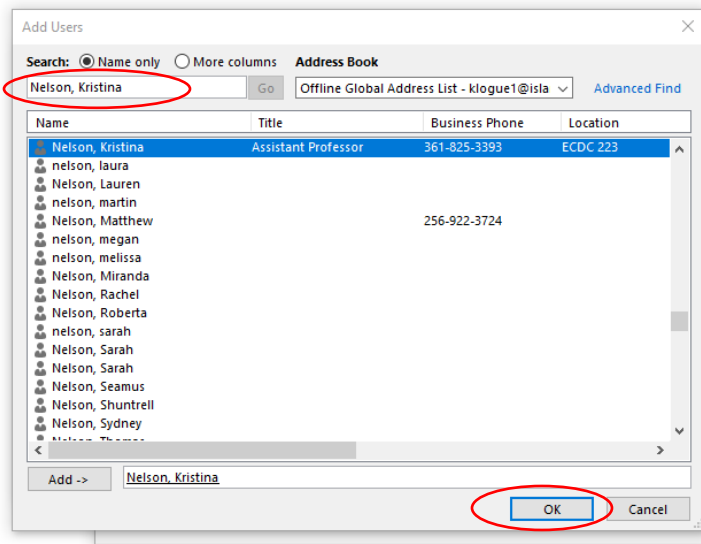 Add Users
Search: Name only More columns Address Book
Nelson, Kristina Go Offline Global Address List - klogue1@isla Advanced Find
Name Title Business Phone Location
Nelson, Kristina Assistant Professor 361-825-3393 ECDC 223
nelson, laura
Nelson, Lauren
nelson, martin
Nelson, Matthew 256-922-3724
nelson, megan
nelson, melissa
Nelson, Miranda
Nelson, Rachel
Nelson, Roberta
nelson, sarah
Nelson, Sarah
Nelson, Sarah
Nelson, Seamus
Nelson, Shuntrell
Nelson, Sydney
Add -> Nelson, Kristina
OK Cancel